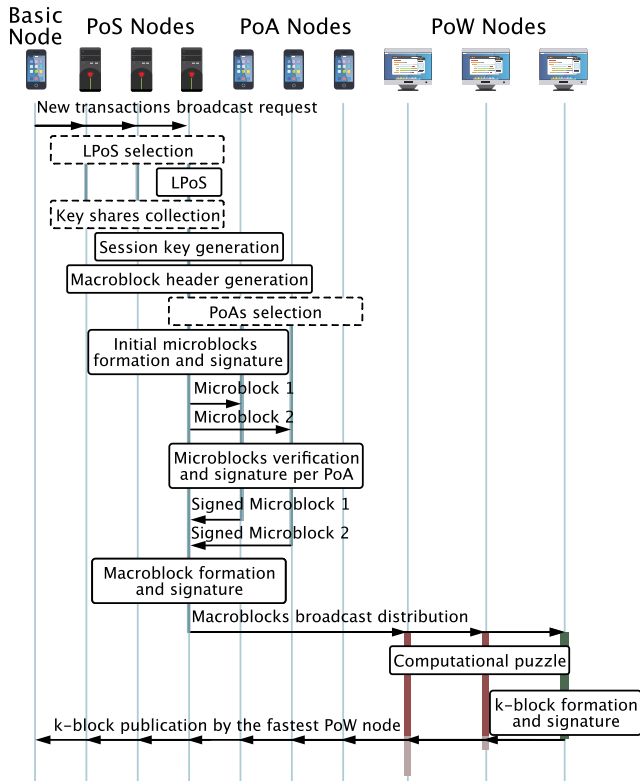 Basic
Node
PoS Nodes
PoA Nodes
PoW Nodes
New transactions broadcast request
LPoS selection
LPoS
Key shares collection
Session key generation
Macroblock header generation
PoAs selection
Initial microblocks
formation and signature
Microblock 1
Microblock 2
Microblocks verification
and signature per PoA
Signed Microblock 1
Signed Microblock 2
Macroblock formation
and signature
Macroblocks broadcast distribution
Computational puzzle
k-block formation
and signature
k-block publication by the fastest PoW node